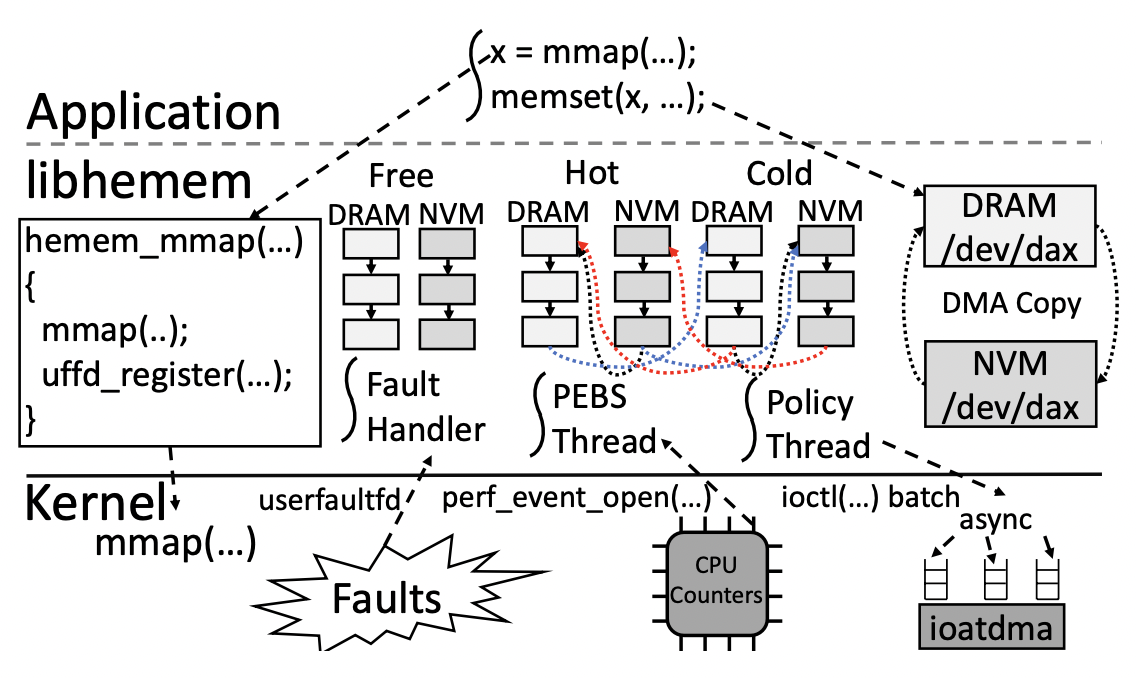 x = mmap(...);
memset(x, ...);
Application
libhemem
Free
Hot
Cold
DRAM NVM
DRAM NVM
DRAM NVM
hemem_mmap(...)
{
mmap(..);
uffd_register(...);
}
DRAM
/dev/dax
DMA Copy
NVM
/dev/dax
Fault
Handler
PEBS
Thread
Policy
Thread
Kernel
mmap(...)
userfaultfd
perf_event_open(...)
ioctl(...) batch
async
Faults
CPU
Counters
ioatdma